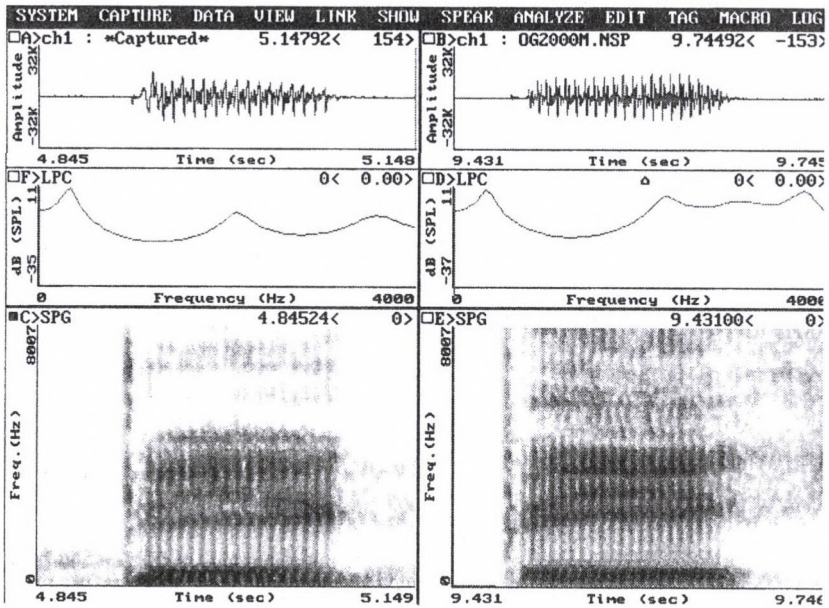 SYSTEM CAPTURE DATA VIEW LINK SHOW SPEAK ANALYZE EDIT TAG MACRO LOG
A>ch1 : *Captured* 5.14792< 154>
32K
Amplitude
-32K
4.845 Time (sec) 5.148
B>ch1 : OG2000M.NSP 9.74492< -153>
32K
Amplitude
-32K
9.431 Time (sec) 9.745
F>LPC 0< 0.00>
11
dB (SPL)
-35
0 Frequency (Hz) 4000
D>LPC 0< 0.00>
11
dB (SPL)
-37
0 Frequency (Hz) 4000
C>SPG 4.84524< 0>
8007
Freq.(Hz)
0
4.845 Time (sec) 5.149
E>SPG 9.43100< 0>
8007
Freq.(Hz)
0
9.431 Time (sec) 9.746